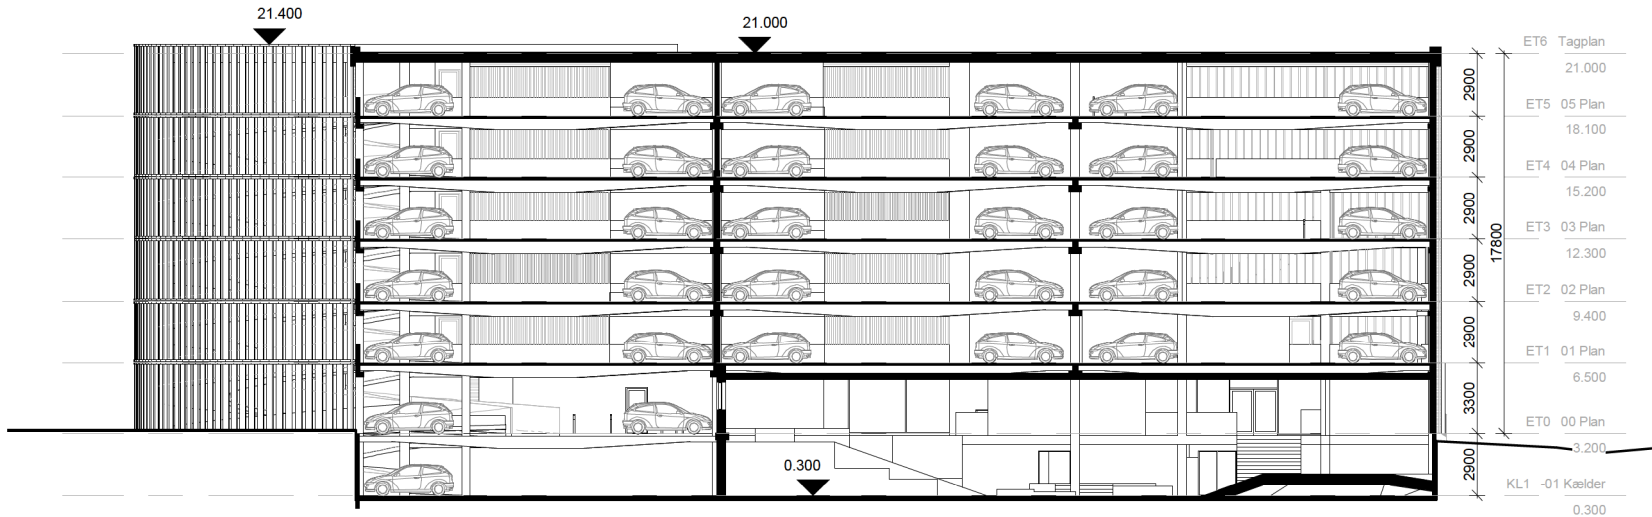 21.400
21.000
ET6 Tagplan
21.000
2900
ET5 05 Plan
18.100
2900
ET4 04 Plan
15.200
2900
ET3 03 Plan
12.300
17800
2900
ET2 02 Plan
9.400
2900
ET1 01 Plan
6.500
3300
ET0 00 Plan
3.200
2900
0.300
KL1 -01 Kælder
0.300